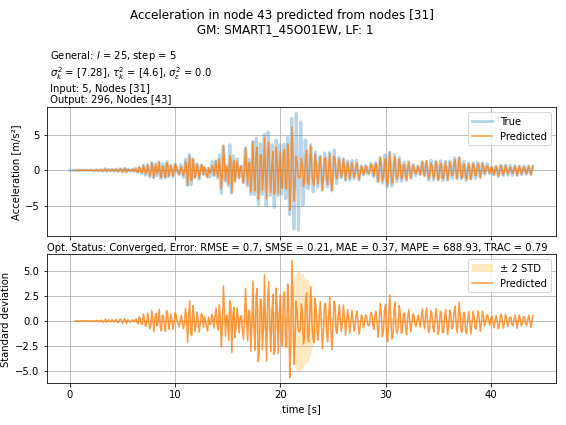 Acceleration in node 43 predicted from nodes [31]
GM: SMART1_45O01EW, LF: 1
General: l = 25, step = 5
σ²ₖ = [7.28], τ²ₖ = [4.6], σ²ε = 0.0
Input: 5, Nodes [31]
Output: 296, Nodes [43]
Acceleration [m/s²]
5
0
−5
True
Predicted
Opt. Status: Converged, Error: RMSE = 0.7, SMSE = 0.21, MAE = 0.37, MAPE = 688.93, TRAC = 0.79
Standard deviation
5.0
2.5
0.0
−2.5
−5.0
± 2 STD
Predicted
0 10 20 30 40
time [s]